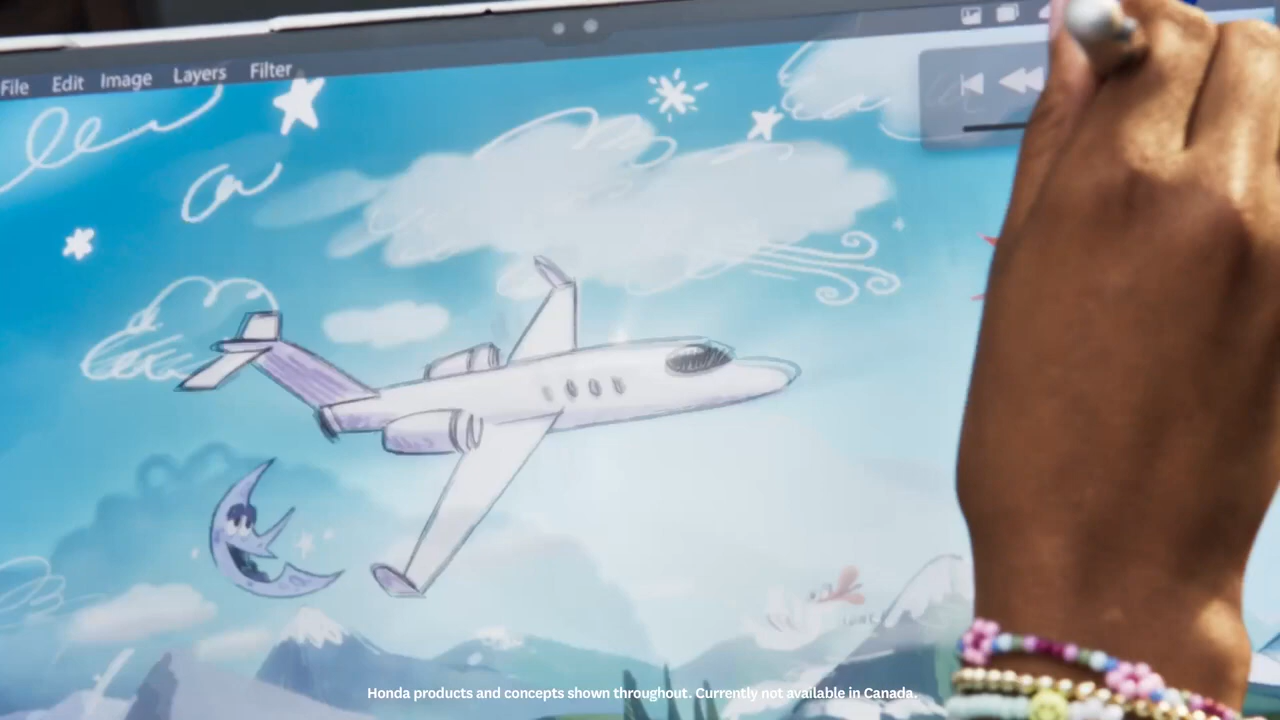 File Edit Image Layers Filter
Honda products and concepts shown throughout. Currently not available in Canada.